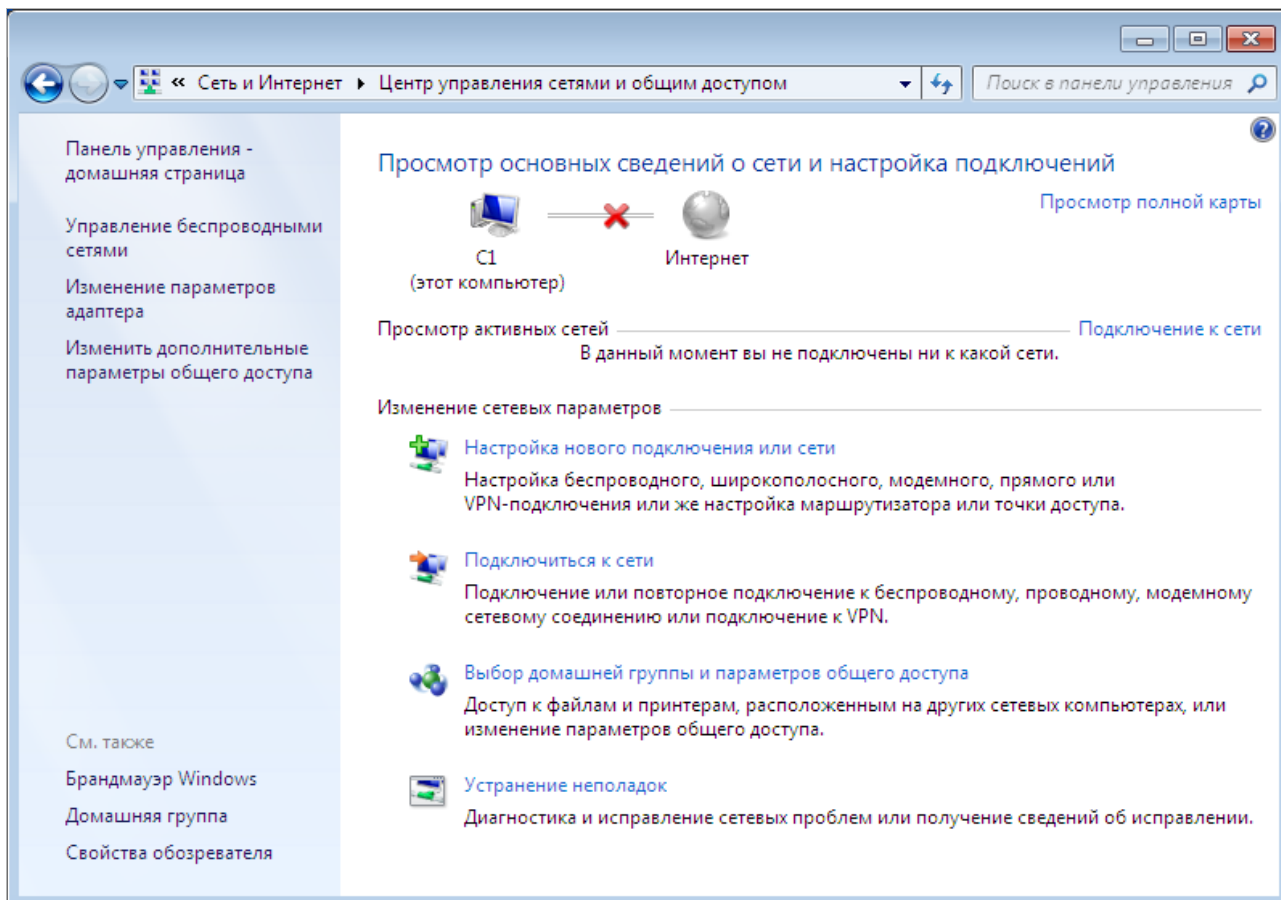 « Сеть и Интернет ▸ Центр управления сетями и общим доступом
Поиск в панели управления
Панель управления -
домашняя страница
Управление беспроводными
сетями
Изменение параметров
адаптера
Изменить дополнительные
параметры общего доступа
См. также
Брандмауэр Windows
Домашняя группа
Свойства обозревателя
Просмотр основных сведений о сети и настройка подключений
Просмотр полной карты
C1
(этот компьютер)
Интернет
Просмотр активных сетей
Подключение к сети
В данный момент вы не подключены ни к какой сети.
Изменение сетевых параметров
Настройка нового подключения или сети
Настройка беспроводного, широкополосного, модемного, прямого или
VPN-подключения или же настройка маршрутизатора или точки доступа.
Подключиться к сети
Подключение или повторное подключение к беспроводному, проводному, модемному
сетевому соединению или подключение к VPN.
Выбор домашней группы и параметров общего доступа
Доступ к файлам и принтерам, расположенным на других сетевых компьютерах, или
изменение параметров общего доступа.
Устранение неполадок
Диагностика и исправление сетевых проблем или получение сведений об исправлении.